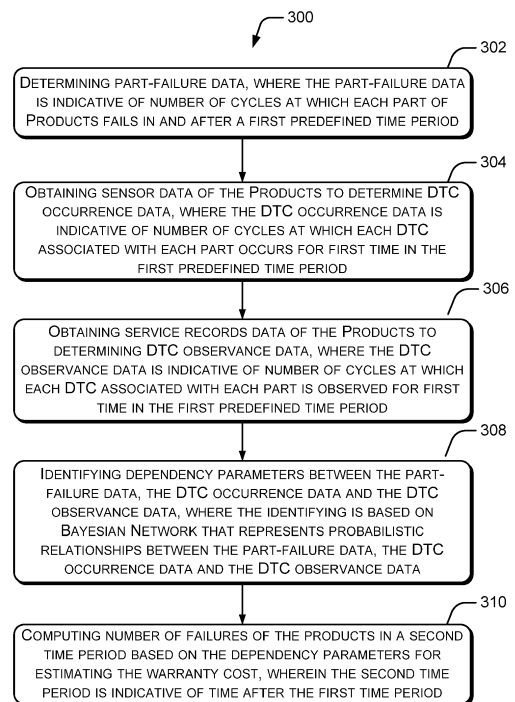 300
302
DETERMINING PART-FAILURE DATA, WHERE THE PART-FAILURE DATA
IS INDICATIVE OF NUMBER OF CYCLES AT WHICH EACH PART OF
PRODUCTS FAILS IN AND AFTER A FIRST PREDEFINED TIME PERIOD
304
OBTAINING SENSOR DATA OF THE PRODUCTS TO DETERMINE DTC
OCCURRENCE DATA, WHERE THE DTC OCCURRENCE DATA IS
INDICATIVE OF NUMBER OF CYCLES AT WHICH EACH DTC
ASSOCIATED WITH EACH PART OCCURS FOR FIRST TIME IN THE
FIRST PREDEFINED TIME PERIOD
306
OBTAINING SERVICE RECORDS DATA OF THE PRODUCTS TO
DETERMINING DTC OBSERVANCE DATA, WHERE THE DTC
OBSERVANCE DATA IS INDICATIVE OF NUMBER OF CYCLES AT WHICH
EACH DTC ASSOCIATED WITH EACH PART IS OBSERVED FOR FIRST
TIME IN THE FIRST PREDEFINED TIME PERIOD
308
IDENTIFYING DEPENDENCY PARAMETERS BETWEEN THE PART-
FAILURE DATA, THE DTC OCCURRENCE DATA AND THE DTC
OBSERVANCE DATA, WHERE THE IDENTIFYING IS BASED ON
BAYESIAN NETWORK THAT REPRESENTS PROBABILISTIC
RELATIONSHIPS BETWEEN THE PART-FAILURE DATA, THE DTC
OCCURRENCE DATA AND THE DTC OBSERVANCE DATA
310
COMPUTING NUMBER OF FAILURES OF THE PRODUCTS IN A SECOND
TIME PERIOD BASED ON THE DEPENDENCY PARAMETERS FOR
ESTIMATING THE WARRANTY COST, WHEREIN THE SECOND TIME
PERIOD IS INDICATIVE OF TIME AFTER THE FIRST TIME PERIOD